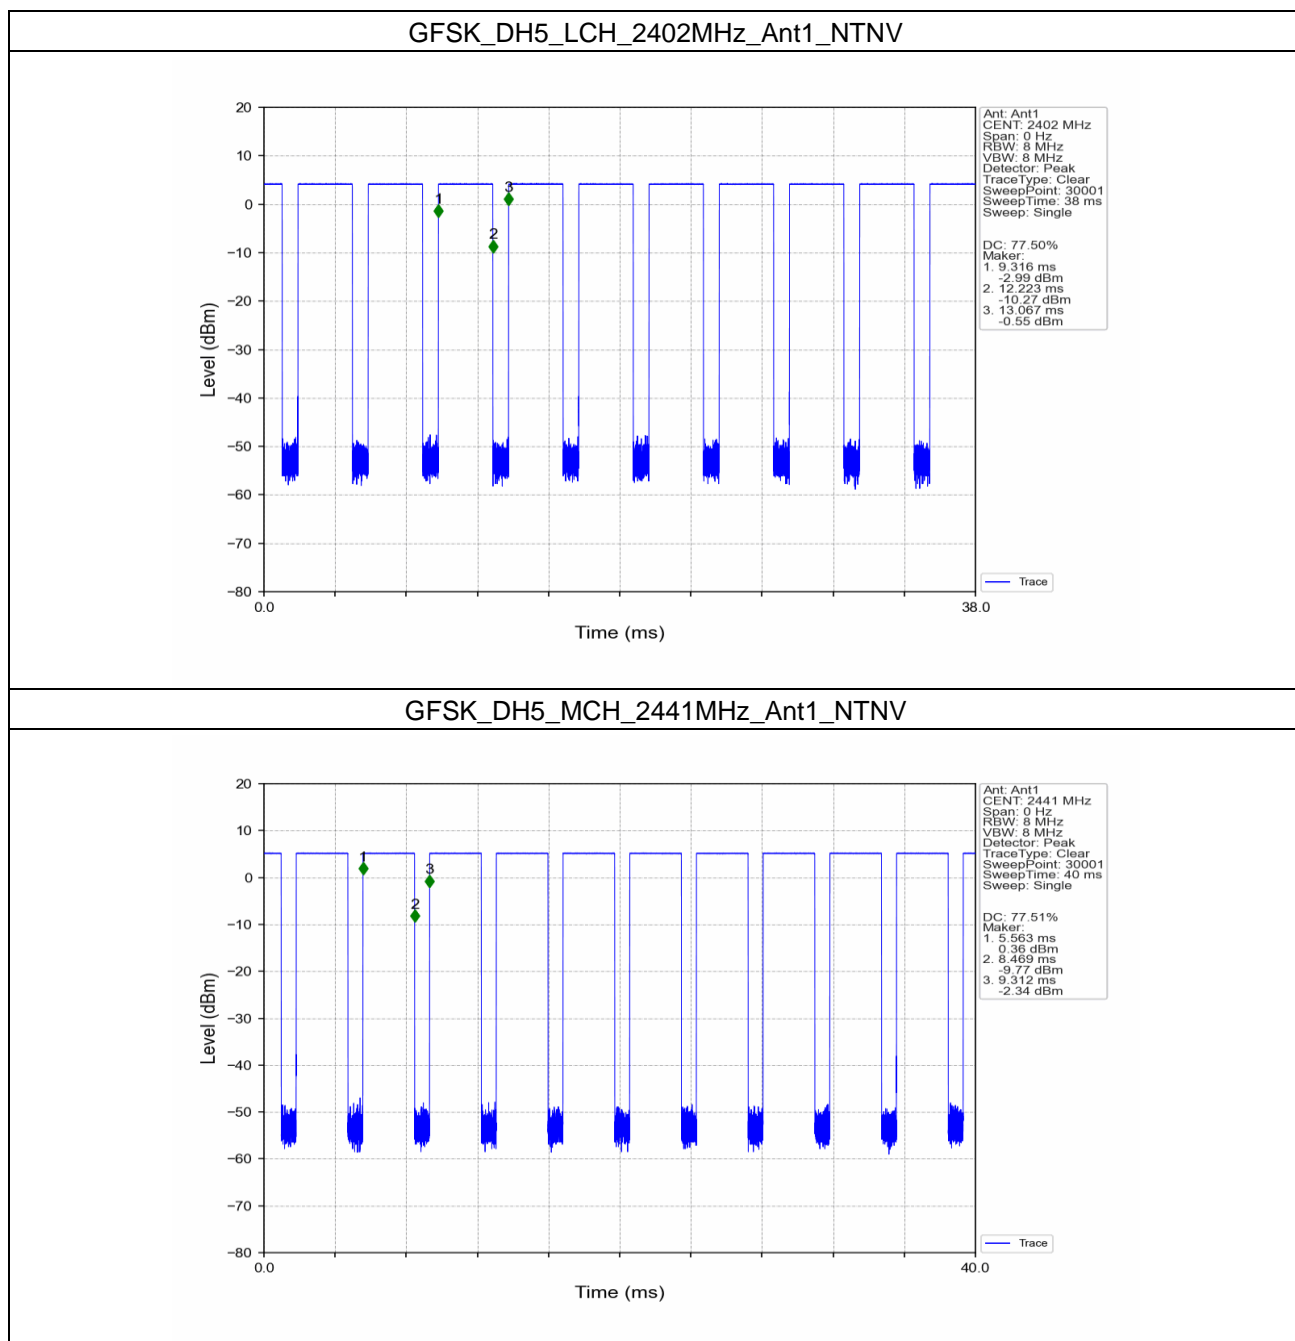 GFSK_DH5_LCH_2402MHz_Ant1_NTNV
20
10
0
−10
−20
−30
−40
−50
−60
−70
−80
Level (dBm)
1
2
3
0.0
38.0
Time (ms)
Ant: Ant1
CENT: 2402 MHz
Span: 0 Hz
RBW: 8 MHz
VBW: 8 MHz
Detector: Peak
TraceType: Clear
SweepPoint: 30001
SweepTime: 38 ms
Sweep: Single
DC: 77.50%
Maker:
1. 9.316 ms
-2.99 dBm
2. 12.223 ms
-10.27 dBm
3. 13.067 ms
-0.55 dBm
Trace
GFSK_DH5_MCH_2441MHz_Ant1_NTNV
20
10
0
−10
−20
−30
−40
−50
−60
−70
−80
Level (dBm)
1
2
3
0.0
40.0
Time (ms)
Ant: Ant1
CENT: 2441 MHz
Span: 0 Hz
RBW: 8 MHz
VBW: 8 MHz
Detector: Peak
TraceType: Clear
SweepPoint: 30001
SweepTime: 40 ms
Sweep: Single
DC: 77.51%
Maker:
1. 5.563 ms
0.36 dBm
2. 8.469 ms
-9.77 dBm
3. 9.312 ms
-2.34 dBm
Trace